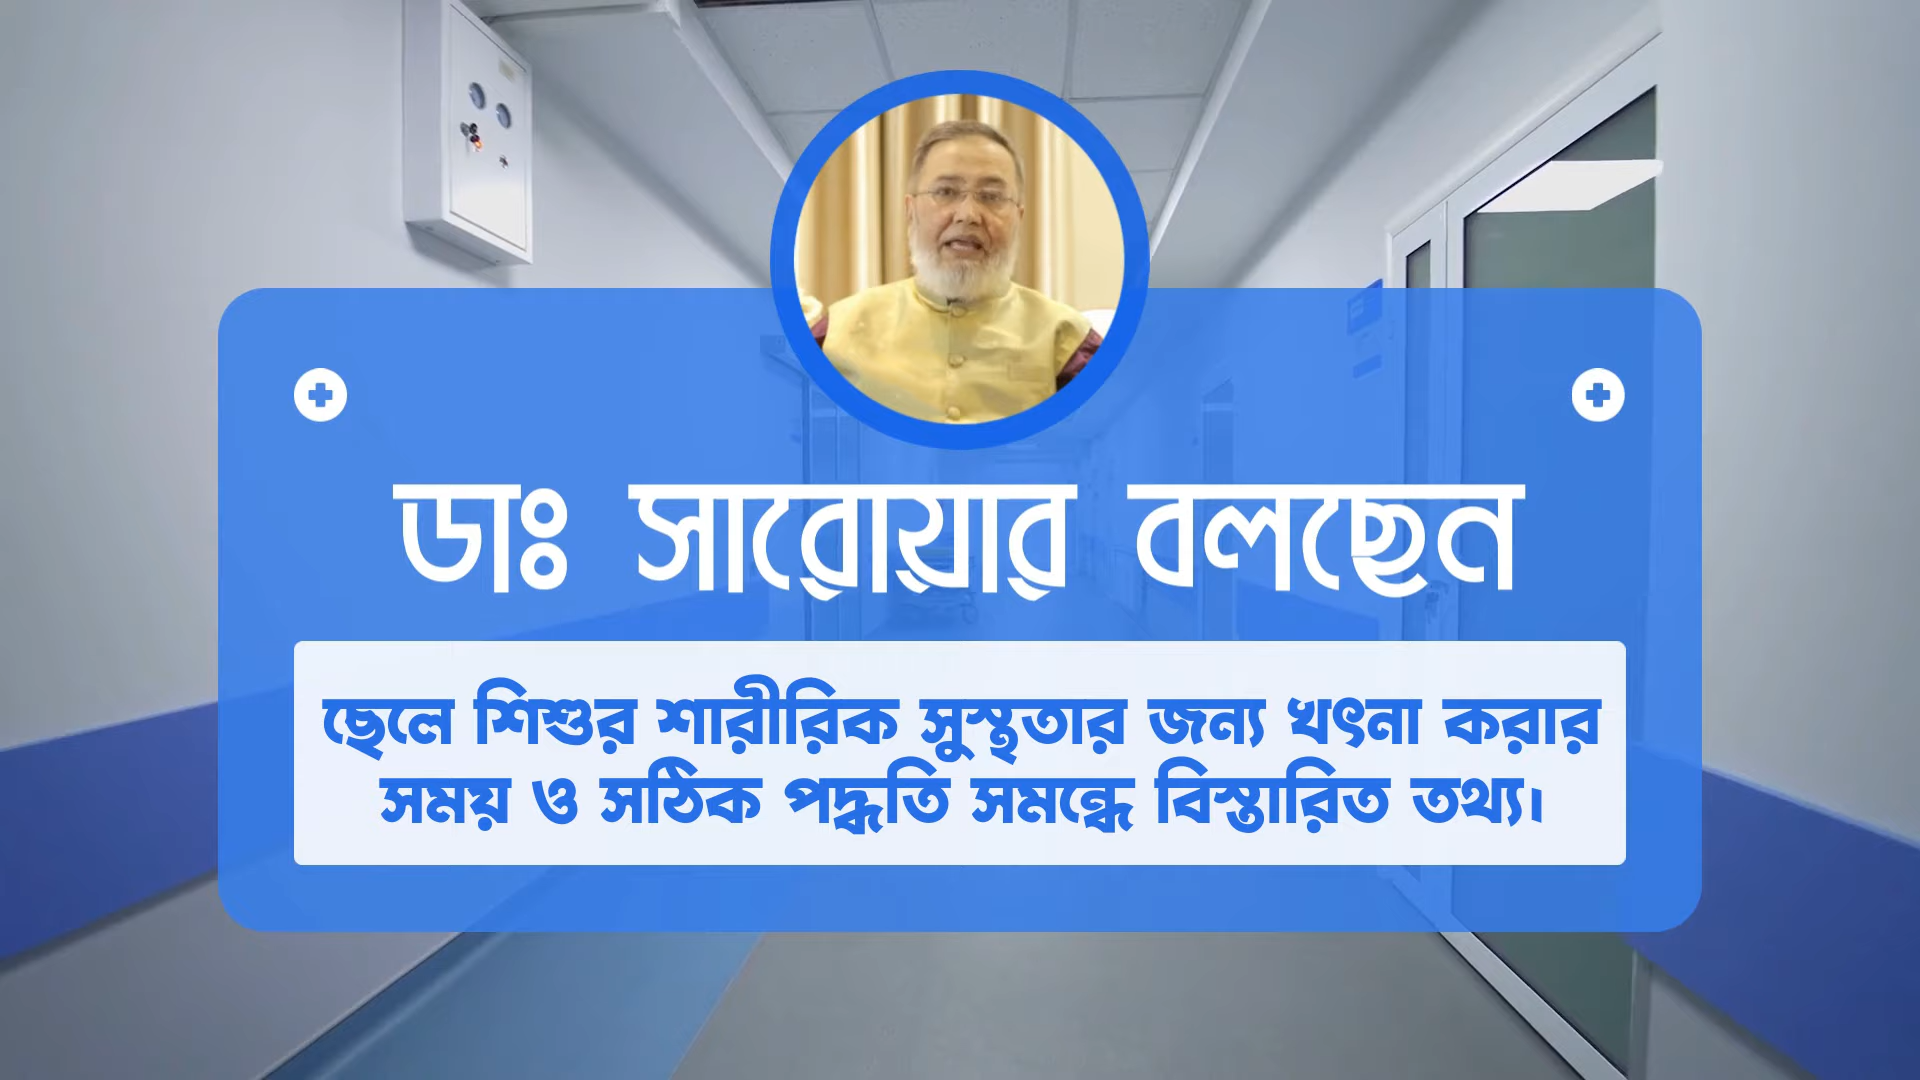 ডাঃ সারোয়ার বলছেন
ছেলে শিশুর শারীরিক সুস্থতার জন্য খৎনা করার
সময় ও সঠিক পদ্ধতি সমন্ধে বিস্তারিত তথ্য।